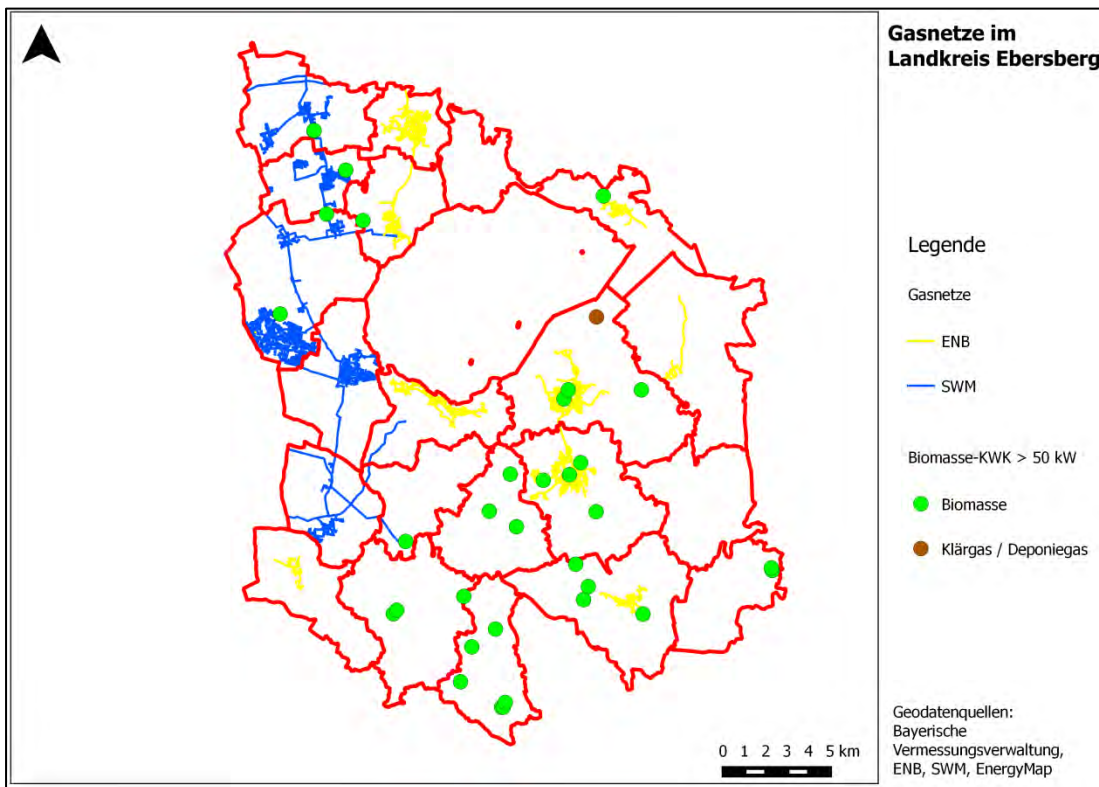 Gasnetze im
Landkreis Ebersberg
Legende
Gasnetze
ENB
SWM
Biomasse-KWK > 50 kW
Biomasse
Klärgas / Deponiegas
Geodatenquellen:
Bayerische
Vermessungsverwaltung,
ENB, SWM, EnergyMap
0 1 2 3 4 5 km